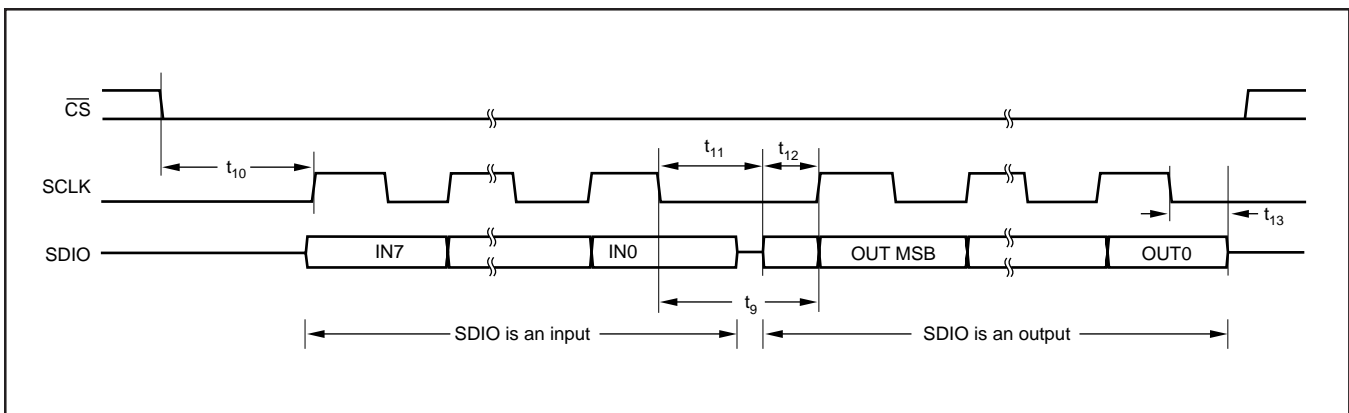 CS
t11
t12
t10
SCLK
t13
SDIO
IN7
IN0
OUT MSB
OUT0
t9
SDIO is an input
SDIO is an output